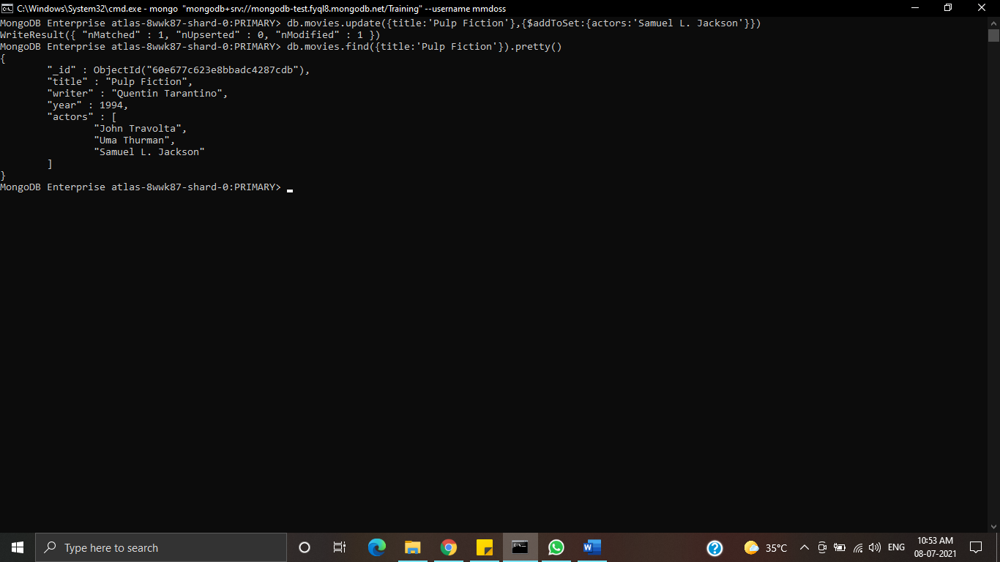 C:\Windows\System32\cmd.exe - mongo  "mongodb+srv://mongodb-test.fyql8.mongodb.net/Training" --username mmdoss
MongoDB Enterprise atlas-8wwk87-shard-0:PRIMARY> db.movies.update({title:'Pulp Fiction'},{$addToSet:{actors:'Samuel L. Jackson'}})
WriteResult({ "nMatched" : 1, "nUpserted" : 0, "nModified" : 1 })
MongoDB Enterprise atlas-8wwk87-shard-0:PRIMARY> db.movies.find({title:'Pulp Fiction'}).pretty()
{
        "_id" : ObjectId("60e677c623e8bbadc4287cdb"),
        "title" : "Pulp Fiction",
        "writer" : "Quentin Tarantino",
        "year" : 1994,
        "actors" : [
                "John Travolta",
                "Uma Thurman",
                "Samuel L. Jackson"
        ]
}
MongoDB Enterprise atlas-8wwk87-shard-0:PRIMARY>
Type here to search
35°C
ENG
10:53 AM
08-07-2021